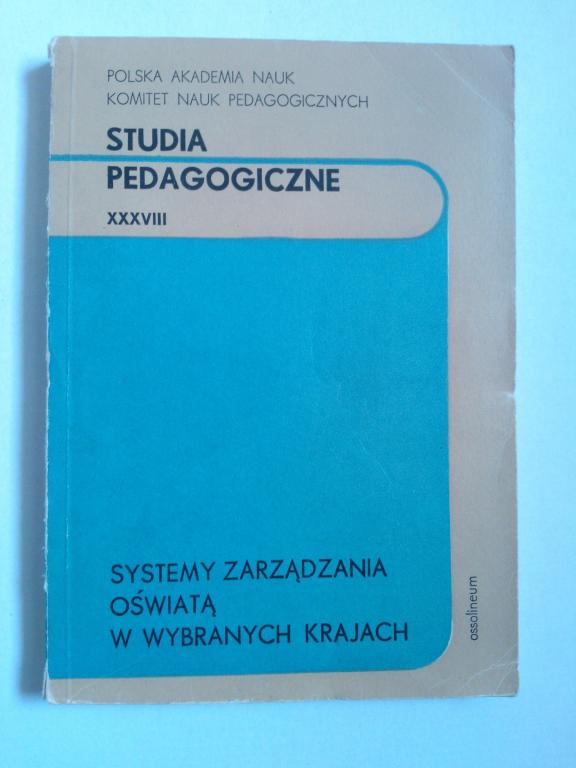 POLSKA AKADEMIA NAUK
KOMITET NAUK PEDAGOGICZNYCH
STUDIA
PEDAGOGICZNE
XXXVIII
SYSTEMY ZARZĄDZANIA
OŚWIATĄ
W WYBRANYCH KRAJACH
ossolineum